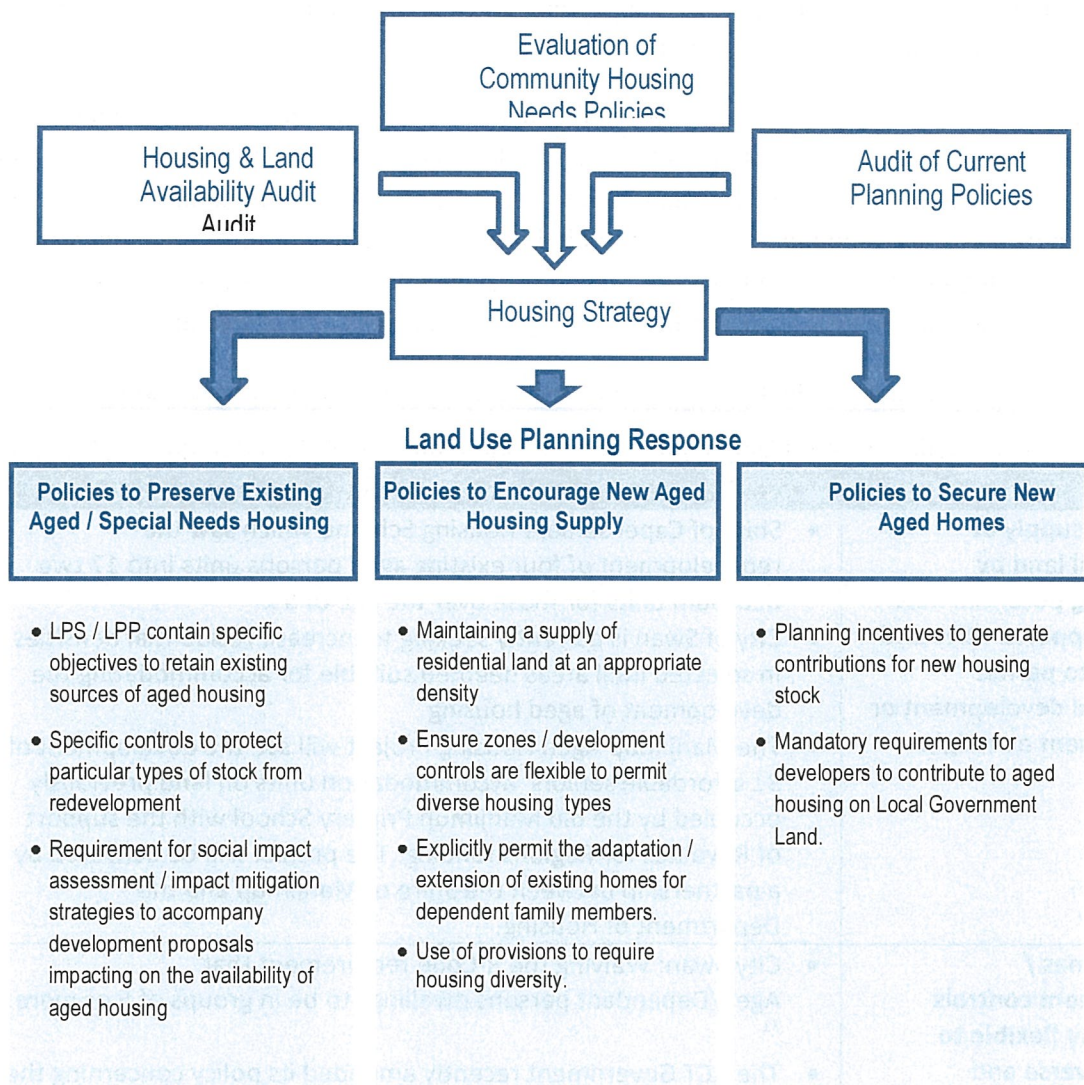 Evaluation of
Community Housing
Needs Policies
Housing & Land
Availability Audit
Audit
Audit of Current
Planning Policies
Housing Strategy
Land Use Planning Response
Policies to Preserve Existing
Aged / Special Needs Housing
Policies to Encourage New Aged
Housing Supply
Policies to Secure New
Aged Homes
• LPS / LPP contain specific
objectives to retain existing
sources of aged housing
• Specific controls to protect
particular types of stock from
redevelopment
• Requirement for social impact
assessment / impact mitigation
strategies to accompany
development proposals
impacting on the availability of
aged housing
• Maintaining a supply of
residential land at an appropriate
density
• Ensure zones / development
controls are flexible to permit
diverse housing types
• Explicitly permit the adaptation /
extension of existing homes for
dependent family members.
• Use of provisions to require
housing diversity.
• Planning incentives to generate
contributions for new housing
stock
• Mandatory requirements for
developers to contribute to aged
housing on Local Government
Land.